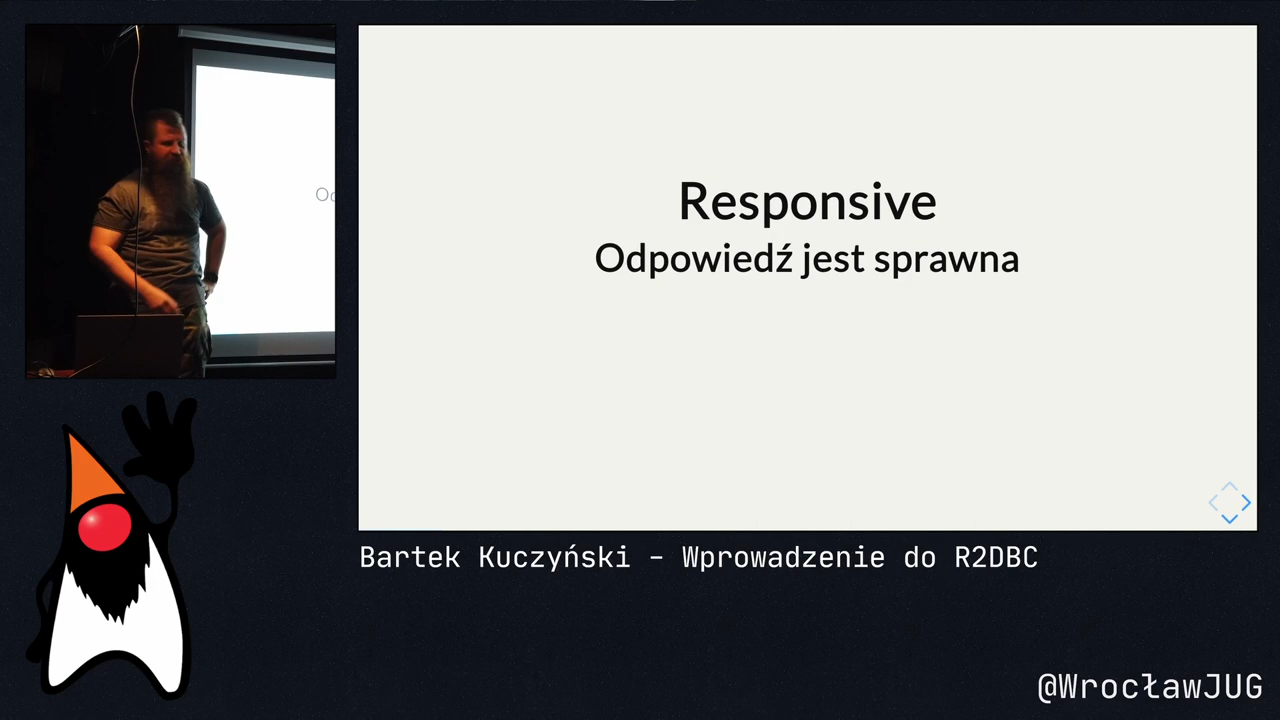 Responsive
Odpowiedź jest sprawna
Bartek Kuczyński – Wprowadzenie do R2DBC
@WrocławJUG